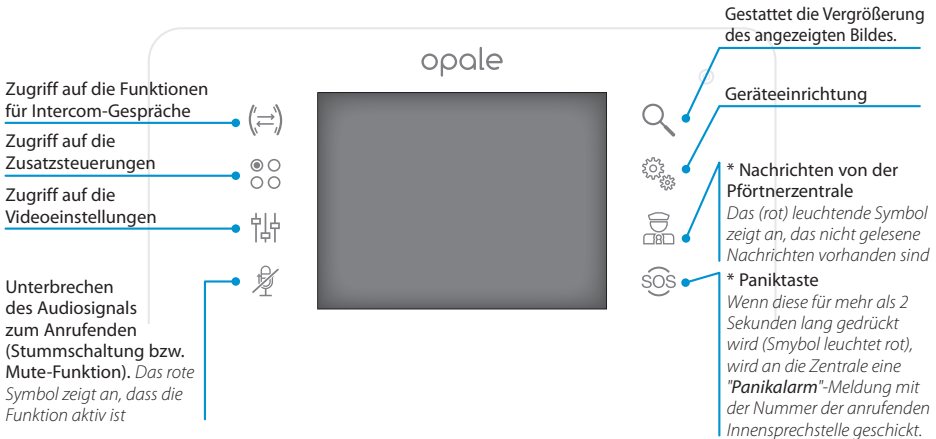 opale
Zugriff auf die Funktionen
für Intercom-Gespräche
Zugriff auf die
Zusatzsteuerungen
Zugriff auf die
Videoeinstellungen
Unterbrechen
des Audiosignals
zum Anrufenden
(Stummschaltung bzw.
Mute-Funktion). Das rote
Symbol zeigt an, dass die
Funktion aktiv ist
Gestattet die Vergrößerung
des angezeigten Bildes.
Geräteeinrichtung
* Nachrichten von der
Pförtnerzentrale
Das (rot) leuchtende Symbol
zeigt an, das nicht gelesene
Nachrichten vorhanden sind
SOS
* Paniktaste
Wenn diese für mehr als 2
Sekunden lang gedrückt
wird (Smybol leuchtet rot),
wird an die Zentrale eine
"Panikalarm"-Meldung mit
der Nummer der anrufenden
Innensprechstelle geschickt.